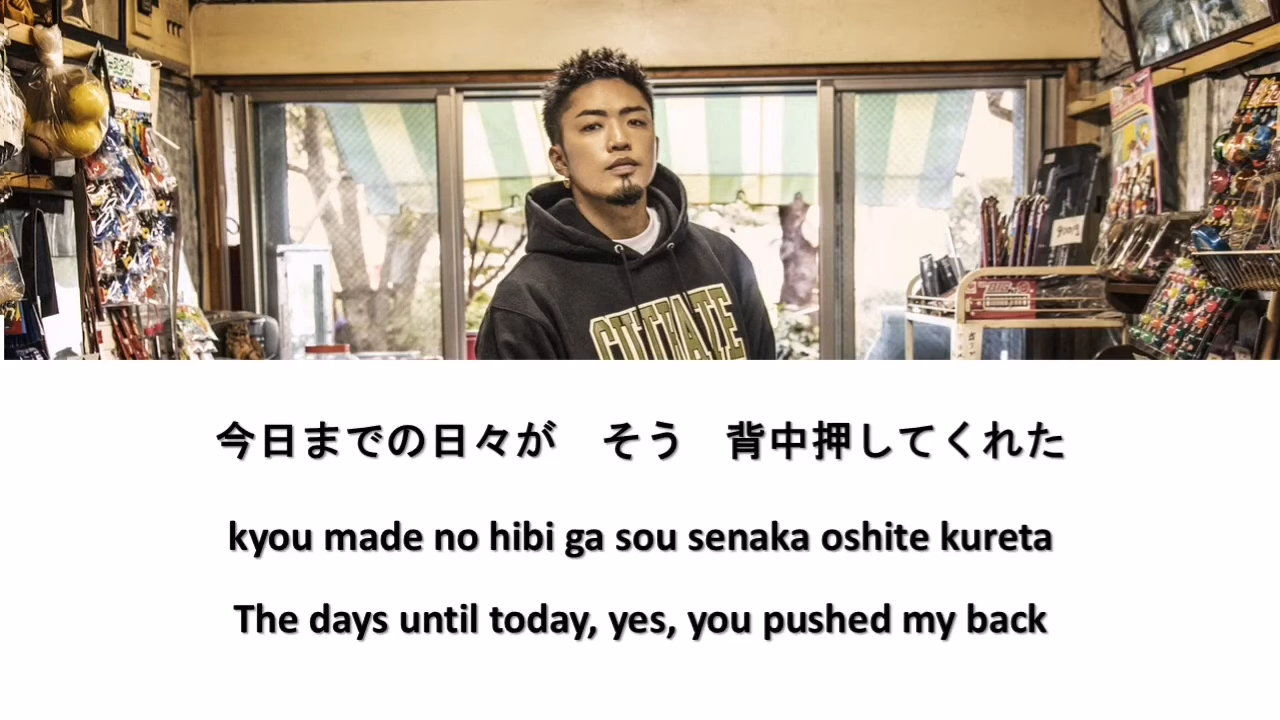 今日までの日々が　そう　背中押してくれた
kyou made no hibi ga sou senaka oshite kureta
The days until today, yes, you pushed my back